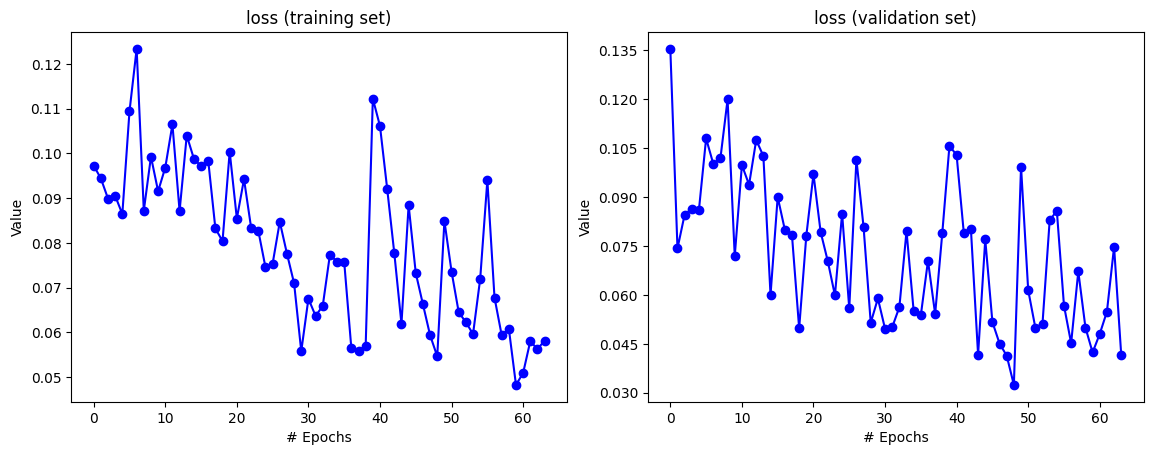 loss (training set)
0.12
0.11
0.10
0.09
0.08
0.07
0.06
0.05
Value
0 10 20 30 40 50 60
# Epochs
loss (validation set)
0.135
0.120
0.105
0.090
0.075
0.060
0.045
0.030
Value
0 10 20 30 40 50 60
# Epochs